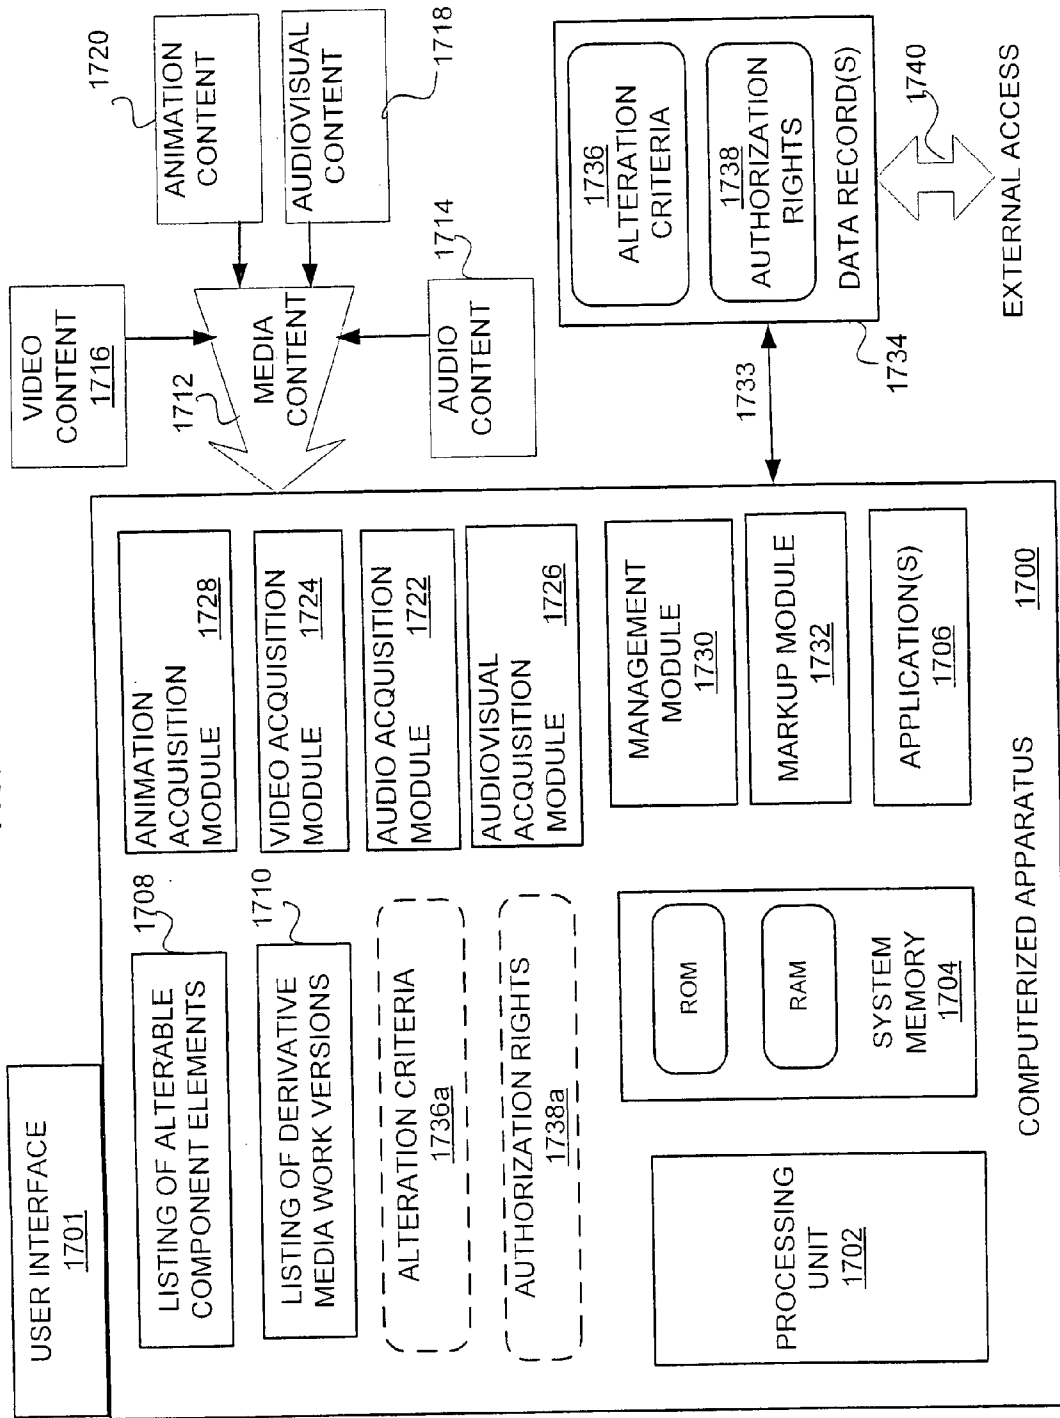 USER INTERFACE
1701
LISTING OF ALTERABLE
COMPONENT ELEMENTS
1708
LISTING OF DERIVATIVE
MEDIA WORK VERSIONS
1710
ALTERATION CRITERIA
1736a
AUTHORIZATION RIGHTS
1738a
PROCESSING
UNIT
1702
ROM
RAM
SYSTEM
MEMORY
1704
ANIMATION
ACQUISITION
MODULE 1728
VIDEO ACQUISITION
MODULE 1724
AUDIO ACQUISITION
MODULE 1722
AUDIOVISUAL
ACQUISITION
MODULE 1726
MANAGEMENT
MODULE
1730
MARKUP MODULE
1732
APPLICATION(S)
1706
COMPUTERIZED APPARATUS 1700
VIDEO
CONTENT
1716
1712
MEDIA
CONTENT
1720
ANIMATION
CONTENT
AUDIOVISUAL
CONTENT
1718
1714
AUDIO
CONTENT
1733
1734
1736
ALTERATION
CRITERIA
1738
AUTHORIZATION
RIGHTS
DATA RECORD(S)
1740
EXTERNAL ACCESS